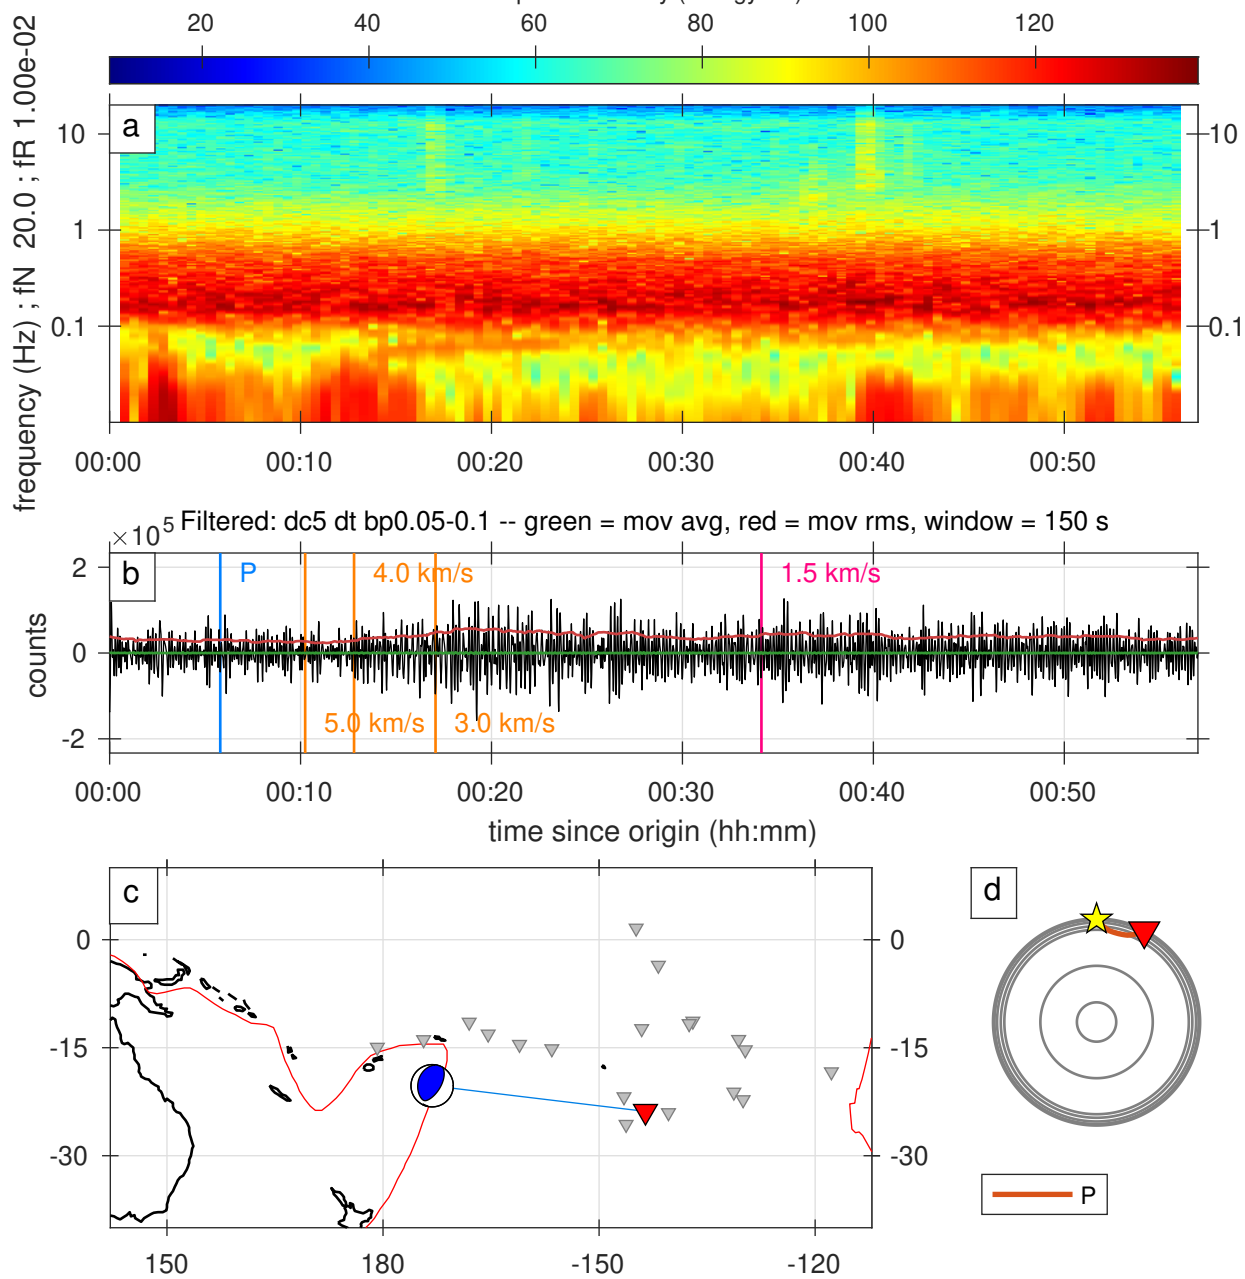 20 40 60 80 100 120
frequency (Hz) ; fN 20.0 ; fR 1.00e-02
a
10 10
1 1
0.1 0.1
00:00 00:10 00:20 00:30 00:40 00:50
×10⁵ Filtered: dc5 dt bp0.05-0.1 -- green = mov avg, red = mov rms, window = 150 s
b
counts
2
0
-2
P 4.0 km/s 1.5 km/s
5.0 km/s 3.0 km/s
00:00 00:10 00:20 00:30 00:40 00:50
time since origin (hh:mm)
c d
0 0
-15 -15
-30 -30
150 180 -150 -120
P